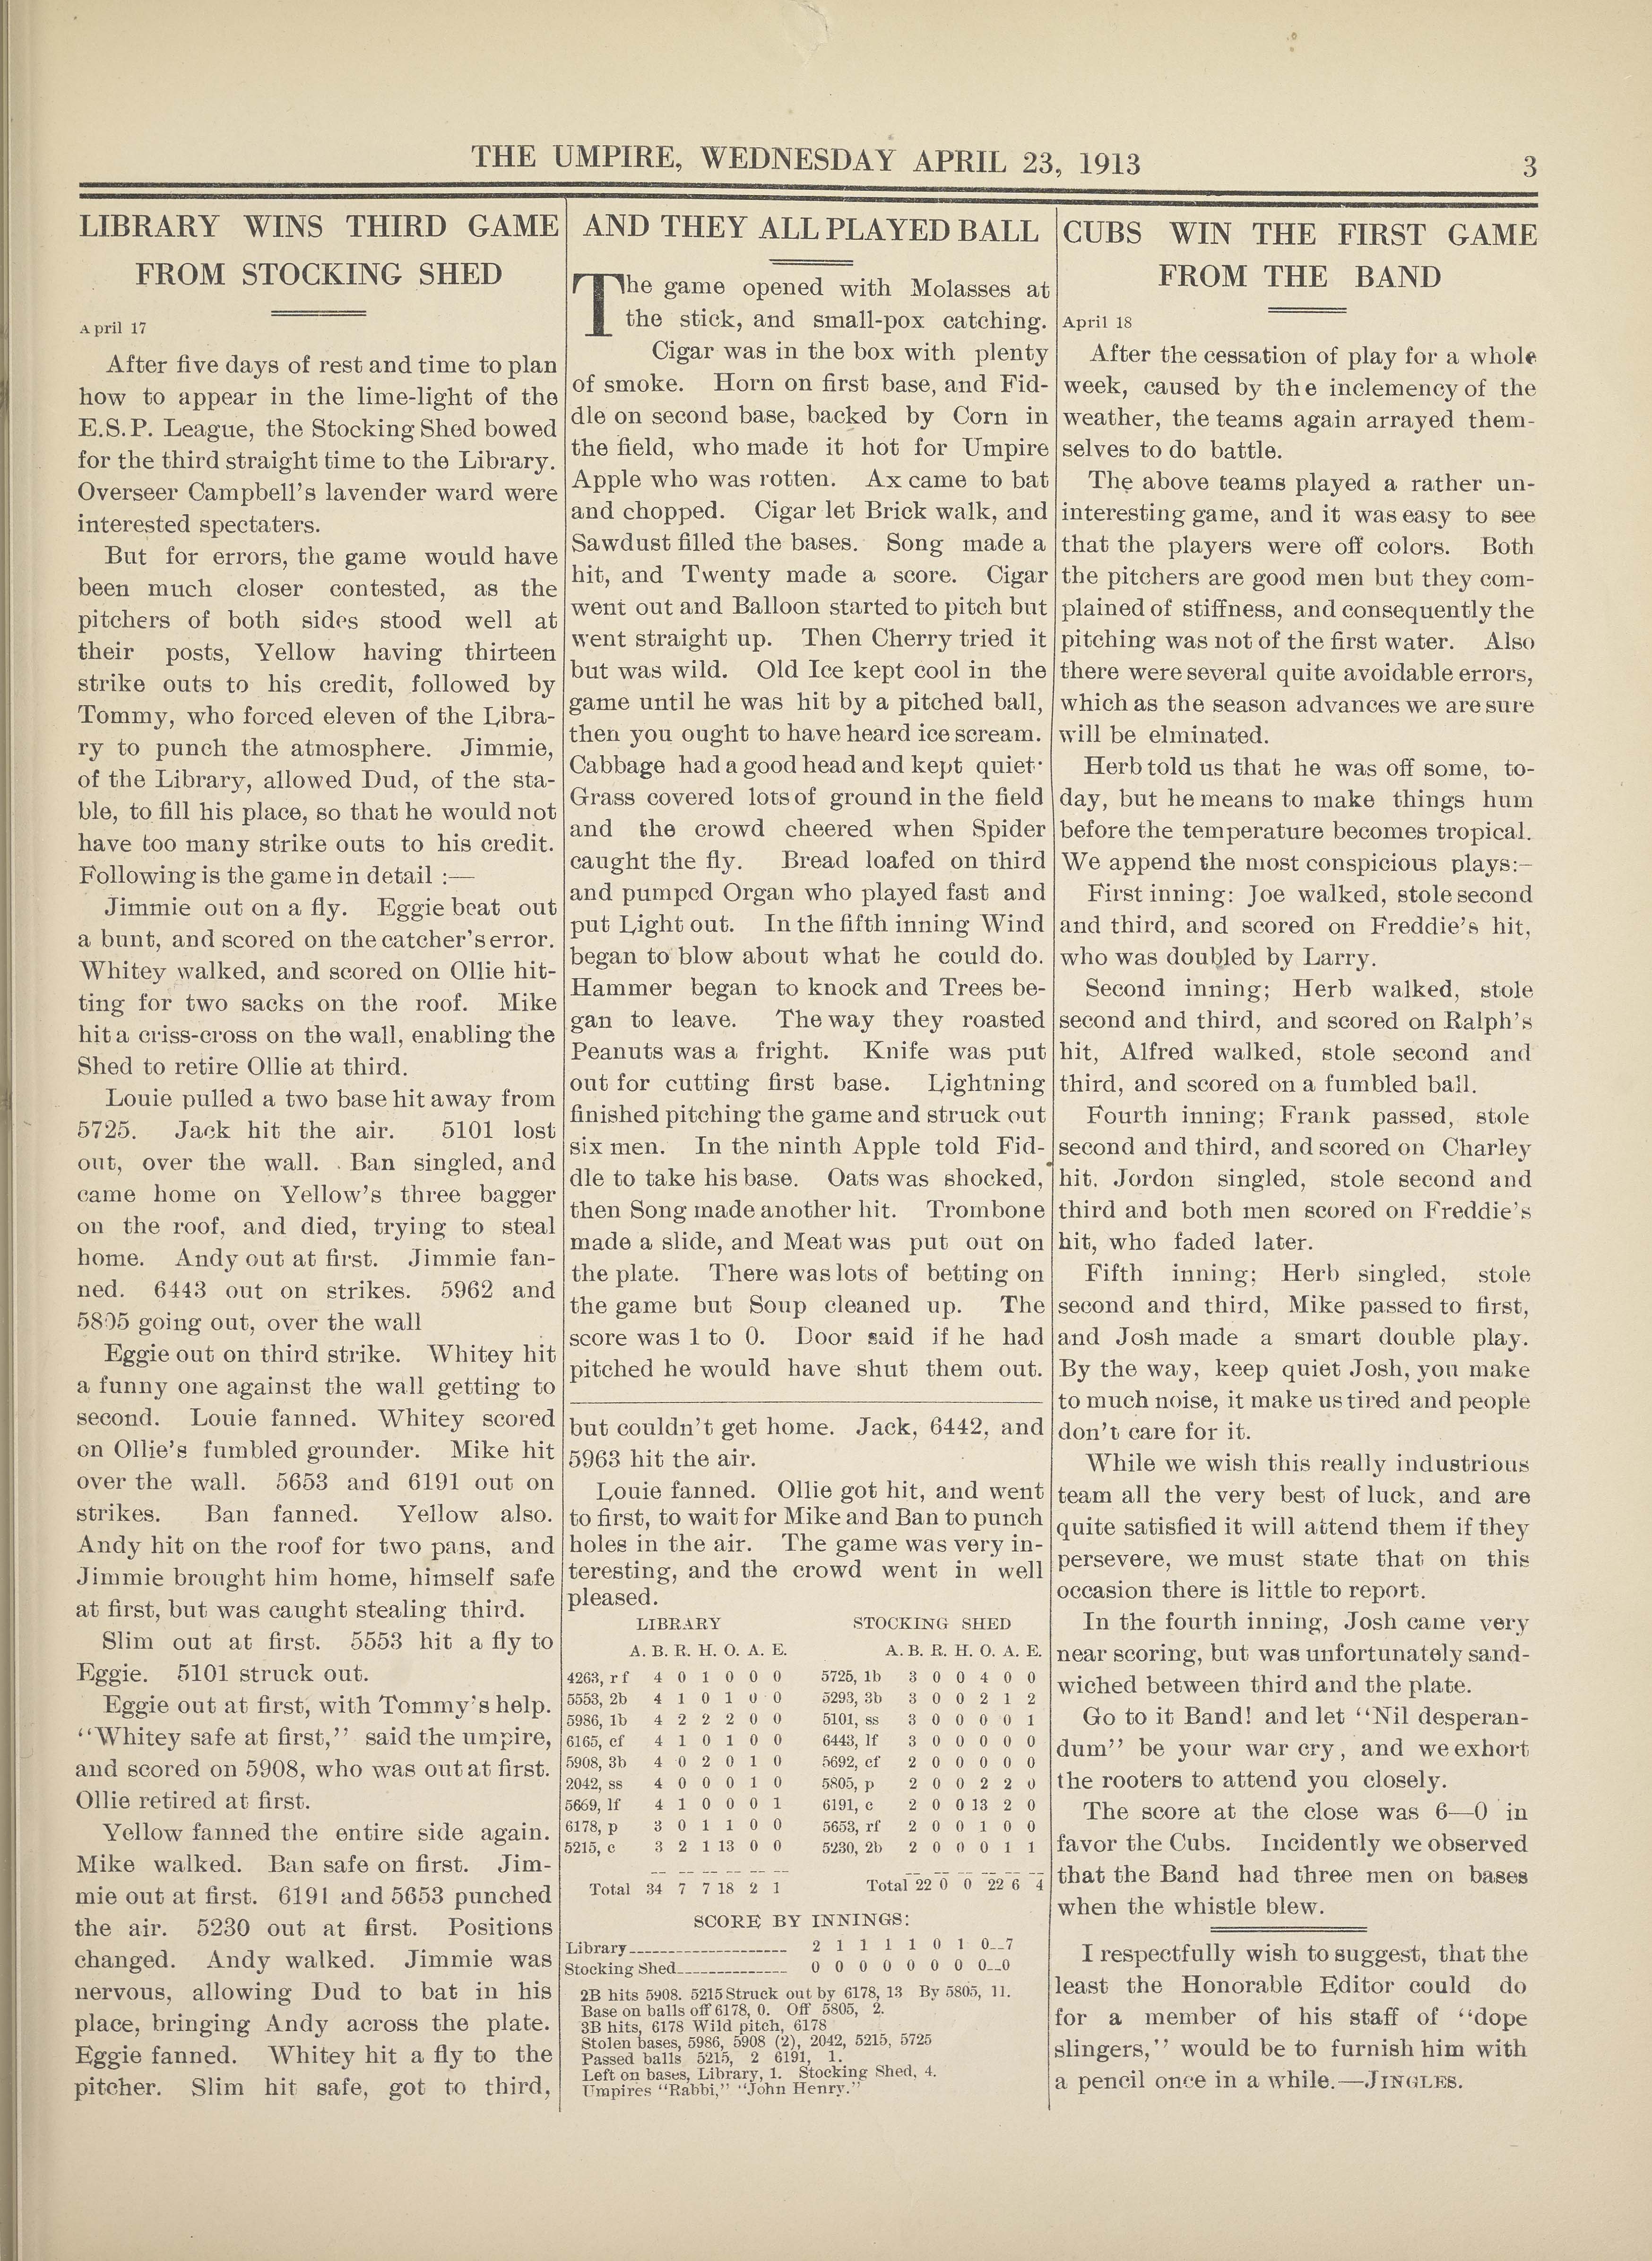 THE UMPIRE, WEDNESDAY APRIL 23, 1913
3
LIBRARY WINS THIRD GAME
FROM STOCKING SHED
April 17
After five days of rest and time to plan
how to appear in the lime-light of the
E.S.P. League, the Stocking Shed bowed
for the third straight time to the Library.
Overseer Campbell's lavender ward were
interested spectaters.
But for errors, the game would have
been much closer contested, as the
pitchers of both sides stood well at
their posts, Yellow having thirteen
strike outs to his credit, followed by
Tommy, who forced eleven of the Libra-
ry to punch the atmosphere. Jimmie,
of the Library, allowed Dud, of the sta-
ble, to fill his place, so that he would not
have too many strike outs to his credit.
Following is the game in detail :—
Jimmie out on a fly. Eggie beat out
a bunt, and scored on the catcher's error.
Whitey walked, and scored on Ollie hit-
ting for two sacks on the roof. Mike
hit a criss-cross on the wall, enabling the
Shed to retire Ollie at third.
Louie pulled a two base hit away from
5725. Jack hit the air. 5101 lost
out, over the wall. Ban singled, and
came home on Yellow's three bagger
on the roof, and died, trying to steal
home. Andy out at first. Jimmie fan-
ned. 6443 out on strikes. 5962 and
5805 going out, over the wall
Eggie out on third strike. Whitey hit
a funny one against the wall getting to
second. Louie fanned. Whitey scored
on Ollie's fumbled grounder. Mike hit
over the wall. 5653 and 6191 out on
strikes. Ban fanned. Yellow also.
Andy hit on the roof for two pans, and
Jimmie brought him home, himself safe
at first, but was caught stealing third.
Slim out at first. 5553 hit a fly to
Eggie. 5101 struck out.
Eggie out at first, with Tommy's help.
"Whitey safe at first," said the umpire,
and scored on 5908, who was out at first.
Ollie retired at first.
Yellow fanned the entire side again.
Mike walked. Ban safe on first. Jim-
mie out at first. 6191 and 5653 punched
the air. 5230 out at first. Positions
changed. Andy walked. Jimmie was
nervous, allowing Dud to bat in his
place, bringing Andy across the plate.
Eggie fanned. Whitey hit a fly to the
pitcher. Slim hit safe, got to third,
AND THEY ALL PLAYED BALL
The game opened with Molasses at
the stick, and small-pox catching.
Cigar was in the box with plenty
of smoke. Horn on first base, and Fid-
dle on second base, backed by Corn in
the field, who made it hot for Umpire
Apple who was rotten. Ax came to bat
and chopped. Cigar let Brick walk, and
Sawdust filled the bases. Song made a
hit, and Twenty made a score. Cigar
went out and Balloon started to pitch but
went straight up. Then Cherry tried it
but was wild. Old Ice kept cool in the
game until he was hit by a pitched ball,
then you ought to have heard ice scream.
Cabbage had a good head and kept quiet·
Grass covered lots of ground in the field
and the crowd cheered when Spider
caught the fly. Bread loafed on third
and pumped Organ who played fast and
put Light out. In the fifth inning Wind
began to blow about what he could do.
Hammer began to knock and Trees be-
gan to leave. The way they roasted
Peanuts was a fright. Knife was put
out for cutting first base. Lightning
finished pitching the game and struck out
six men. In the ninth Apple told Fid-
dle to take his base. Oats was shocked,
then Song made another hit. Trombone
made a slide, and Meat was put out on
the plate. There was lots of betting on
the game but Soup cleaned up. The
score was 1 to 0. Door said if he had
pitched he would have shut them out.
but couldn't get home. Jack, 6442, and
5963 hit the air.
Louie fanned. Ollie got hit, and went
to first, to wait for Mike and Ban to punch
holes in the air. The game was very in-
teresting, and the crowd went in well
pleased.
LIBRARY STOCKING SHED
A. B. R. H. O. A. E. A. B. R. H. O. A. E.
4263, r f 4 0 1 0 0 0 5725, 1b 3 0 0 4 0 0
5553, 2b 4 1 0 1 0 0 5293, 3b 3 0 0 2 1 2
5986, 1b 4 2 2 2 0 0 5101, ss 3 0 0 0 0 1
6165, cf 4 1 0 1 0 0 6443, lf 3 0 0 0 0 0
5908, 3b 4 0 2 0 1 0 5692, cf 2 0 0 0 0 0
2042, ss 4 0 0 0 1 0 5805, p 2 0 0 2 2 0
5669, lf 4 1 0 0 0 1 6191, c 2 0 0 13 2 0
6178, p 3 0 1 1 0 0 5653, rf 2 0 0 1 0 0
5215, c 3 2 1 13 0 0 5230, 2b 2 0 0 0 1 1
Total 34 7 7 18 2 1 Total 22 0 0 22 6 4
SCORE BY INNINGS:
Library 2 1 1 1 1 0 1 0--7
Stocking Shed 0 0 0 0 0 0 0 0--0
2B hits 5908. 5215 Struck out by 6178, 13 By 5805, 11.
Base on balls off 6178, 0. Off 5805, 2.
3B hits, 6178 Wild pitch, 6178
Stolen bases, 5986, 5908 (2), 2042, 5215, 5725
Passed balls 5215, 2 6191, 1.
Left on bases, Library, 1. Stocking Shed, 4.
Umpires "Rabbi," "John Henry."
CUBS WIN THE FIRST GAME
FROM THE BAND
April 18
After the cessation of play for a whole
week, caused by the inclemency of the
weather, the teams again arrayed them-
selves to do battle.
The above teams played a rather un-
interesting game, and it was easy to see
that the players were off colors. Both
the pitchers are good men but they com-
plained of stiffness, and consequently the
pitching was not of the first water. Also
there were several quite avoidable errors,
which as the season advances we are sure
will be elminated.
Herb told us that he was off some, to-
day, but he means to make things hum
before the temperature becomes tropical.
We append the most conspicious plays:—
First inning: Joe walked, stole second
and third, and scored on Freddie's hit,
who was doubled by Larry.
Second inning; Herb walked, stole
second and third, and scored on Ralph's
hit, Alfred walked, stole second and
third, and scored on a fumbled ball.
Fourth inning; Frank passed, stole
second and third, and scored on Charley
hit. Jordon singled, stole second and
third and both men scored on Freddie's
hit, who faded later.
Fifth inning; Herb singled, stole
second and third, Mike passed to first,
and Josh made a smart double play.
By the way, keep quiet Josh, you make
to much noise, it make us tired and people
don't care for it.
While we wish this really industrious
team all the very best of luck, and are
quite satisfied it will attend them if they
persevere, we must state that on this
occasion there is little to report.
In the fourth inning, Josh came very
near scoring, but was unfortunately sand-
wiched between third and the plate.
Go to it Band! and let "Nil desperan-
dum" be your war cry, and we exhort
the rooters to attend you closely.
The score at the close was 6—0 in
favor the Cubs. Incidently we observed
that the Band had three men on bases
when the whistle blew.
I respectfully wish to suggest, that the
least the Honorable Editor could do
for a member of his staff of "dope
slingers," would be to furnish him with
a pencil once in a while.—JINGLES.